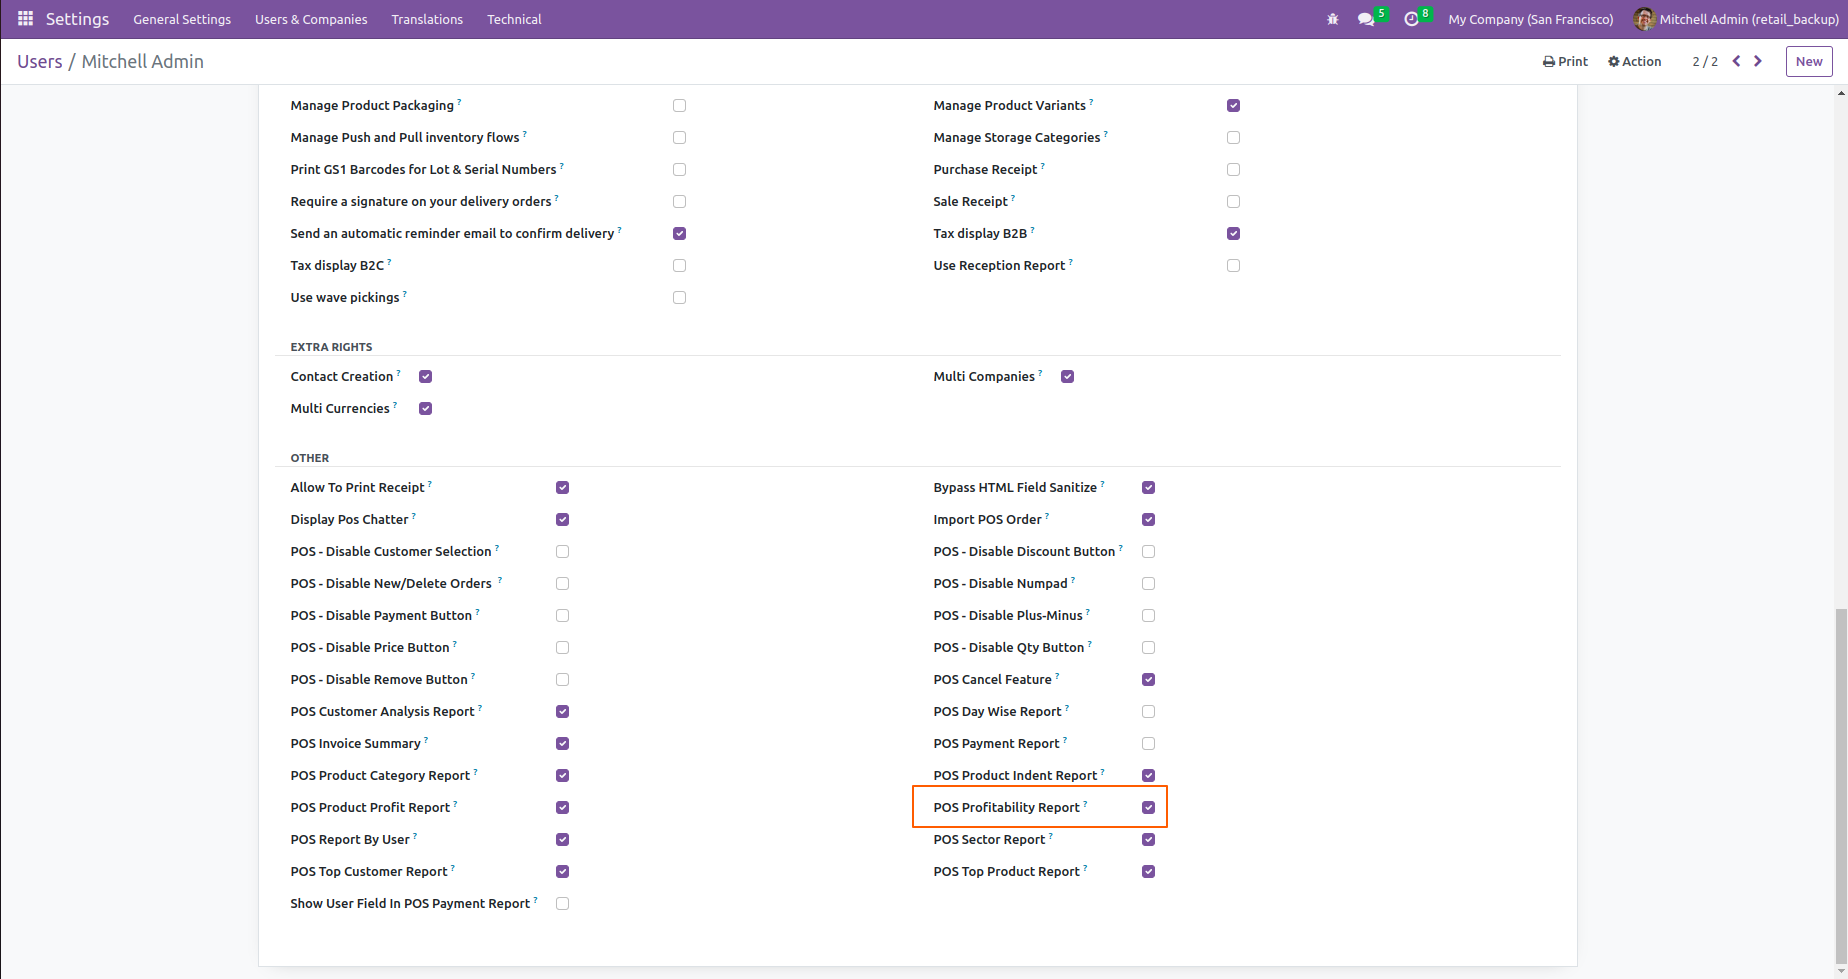 Settings General Settings Users & Companies Translations Technical 5 8 My Company (San Francisco) Mitchell Admin (retail_backup)
Users / Mitchell Admin Print Action 2 / 2 New
Manage Product Packaging ? Manage Product Variants ?
Manage Push and Pull inventory flows ? Manage Storage Categories ?
Print GS1 Barcodes for Lot & Serial Numbers ? Purchase Receipt ?
Require a signature on your delivery orders ? Sale Receipt ?
Send an automatic reminder email to confirm delivery ? Tax display B2B ?
Tax display B2C ? Use Reception Report ?
Use wave pickings ?
EXTRA RIGHTS
Contact Creation ? Multi Companies ?
Multi Currencies ?
OTHER
Allow To Print Receipt ? Bypass HTML Field Sanitize ?
Display Pos Chatter ? Import POS Order ?
POS - Disable Customer Selection ? POS - Disable Discount Button ?
POS - Disable New/Delete Orders ? POS - Disable Numpad ?
POS - Disable Payment Button ? POS - Disable Plus-Minus ?
POS - Disable Price Button ? POS - Disable Qty Button ?
POS - Disable Remove Button ? POS Cancel Feature ?
POS Customer Analysis Report ? POS Day Wise Report ?
POS Invoice Summary ? POS Payment Report ?
POS Product Category Report ? POS Product Indent Report ?
POS Product Profit Report ? POS Profitability Report ?
POS Report By User ? POS Sector Report ?
POS Top Customer Report ? POS Top Product Report ?
Show User Field In POS Payment Report ?